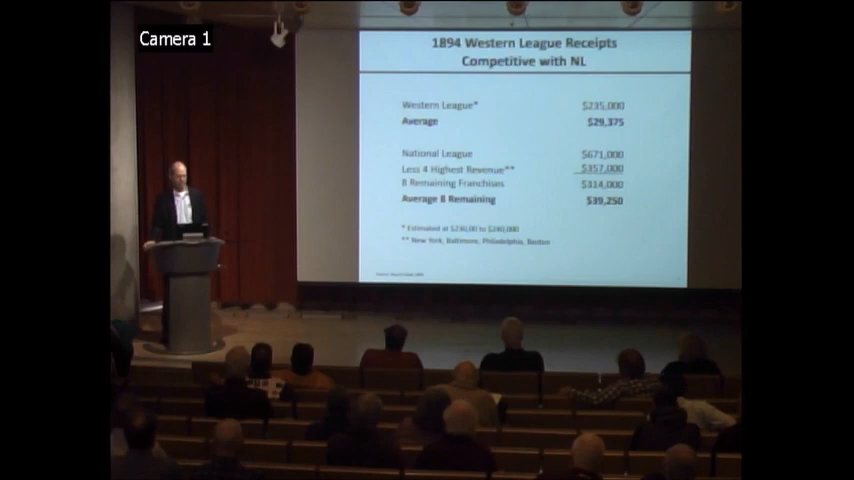 Camera 1
1894 Western League Receipts
Competitive with NL
Western League* $235,000
Average $29,375
National League $671,000
Less 4 Highest Revenue** $357,000
8 Remaining Franchises $314,000
Average 8 Remaining $39,250
* Estimated at $230,00 to $240,000
** New York, Baltimore, Philadelphia, Boston